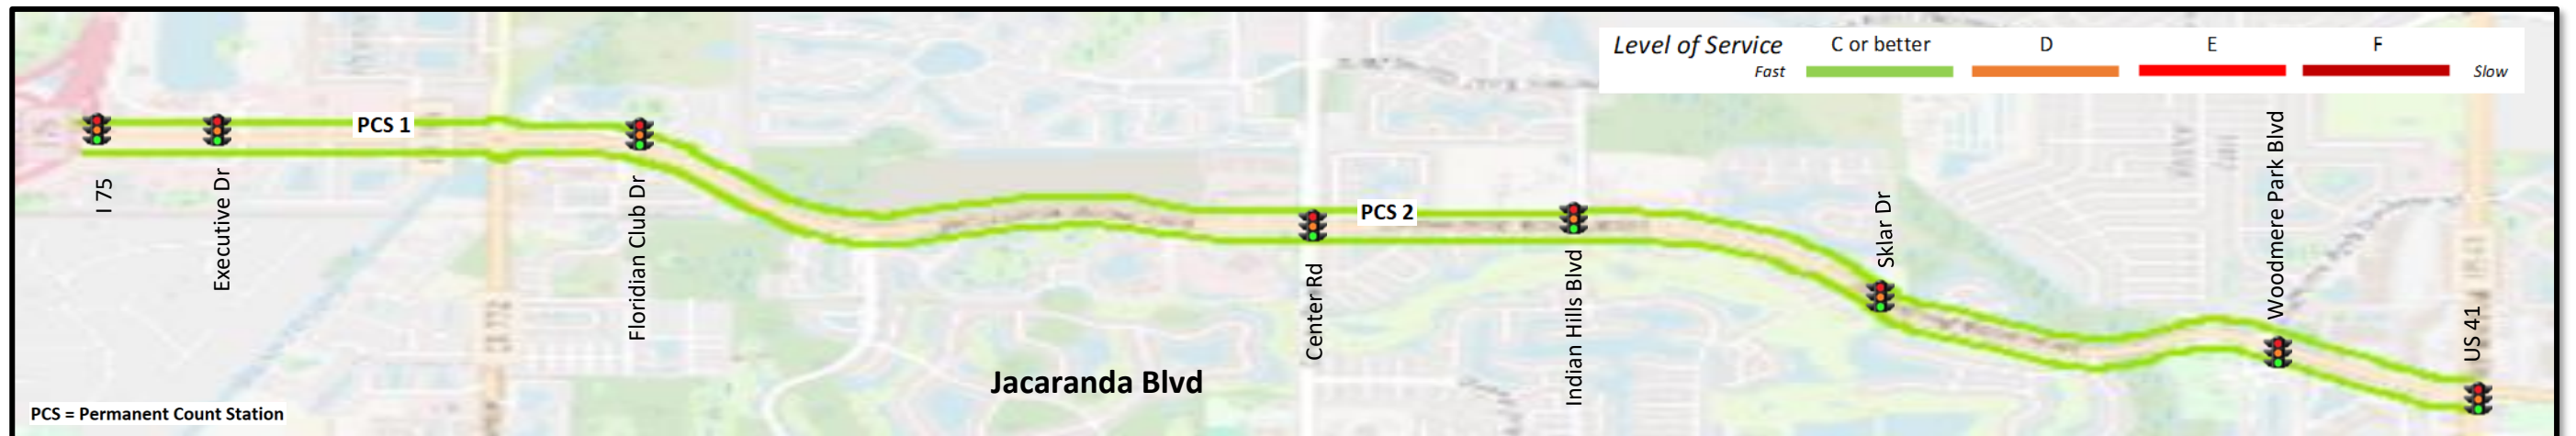 Level of Service C or better D E F
Fast Slow
PCS 1
I 75
Executive Dr
Floridian Club Dr
Center Rd
PCS 2
Indian Hills Blvd
Sklar Dr
Woodmere Park Blvd
US 41
Jacaranda Blvd
PCS = Permanent Count Station